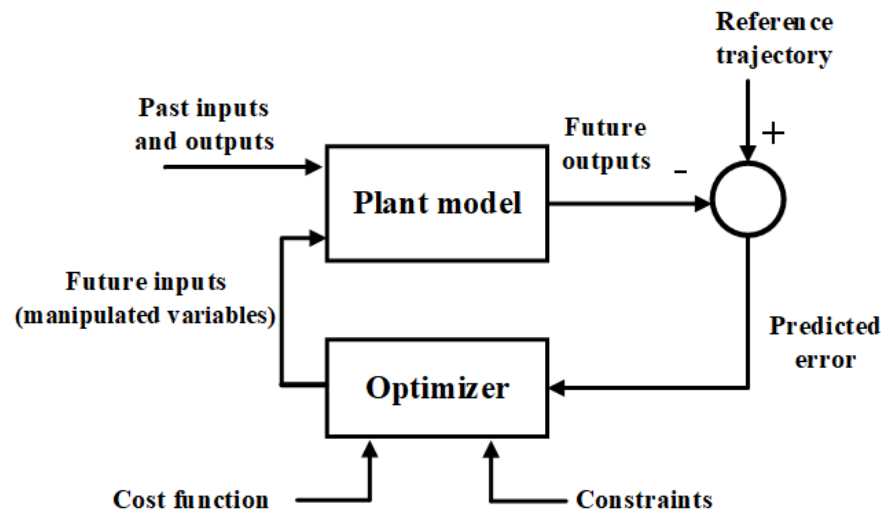 Reference
trajectory
Past inputs
and outputs
Future
outputs
+
-
Plant model
Future inputs
(manipulated variables)
Predicted
error
Optimizer
Cost function
Constraints